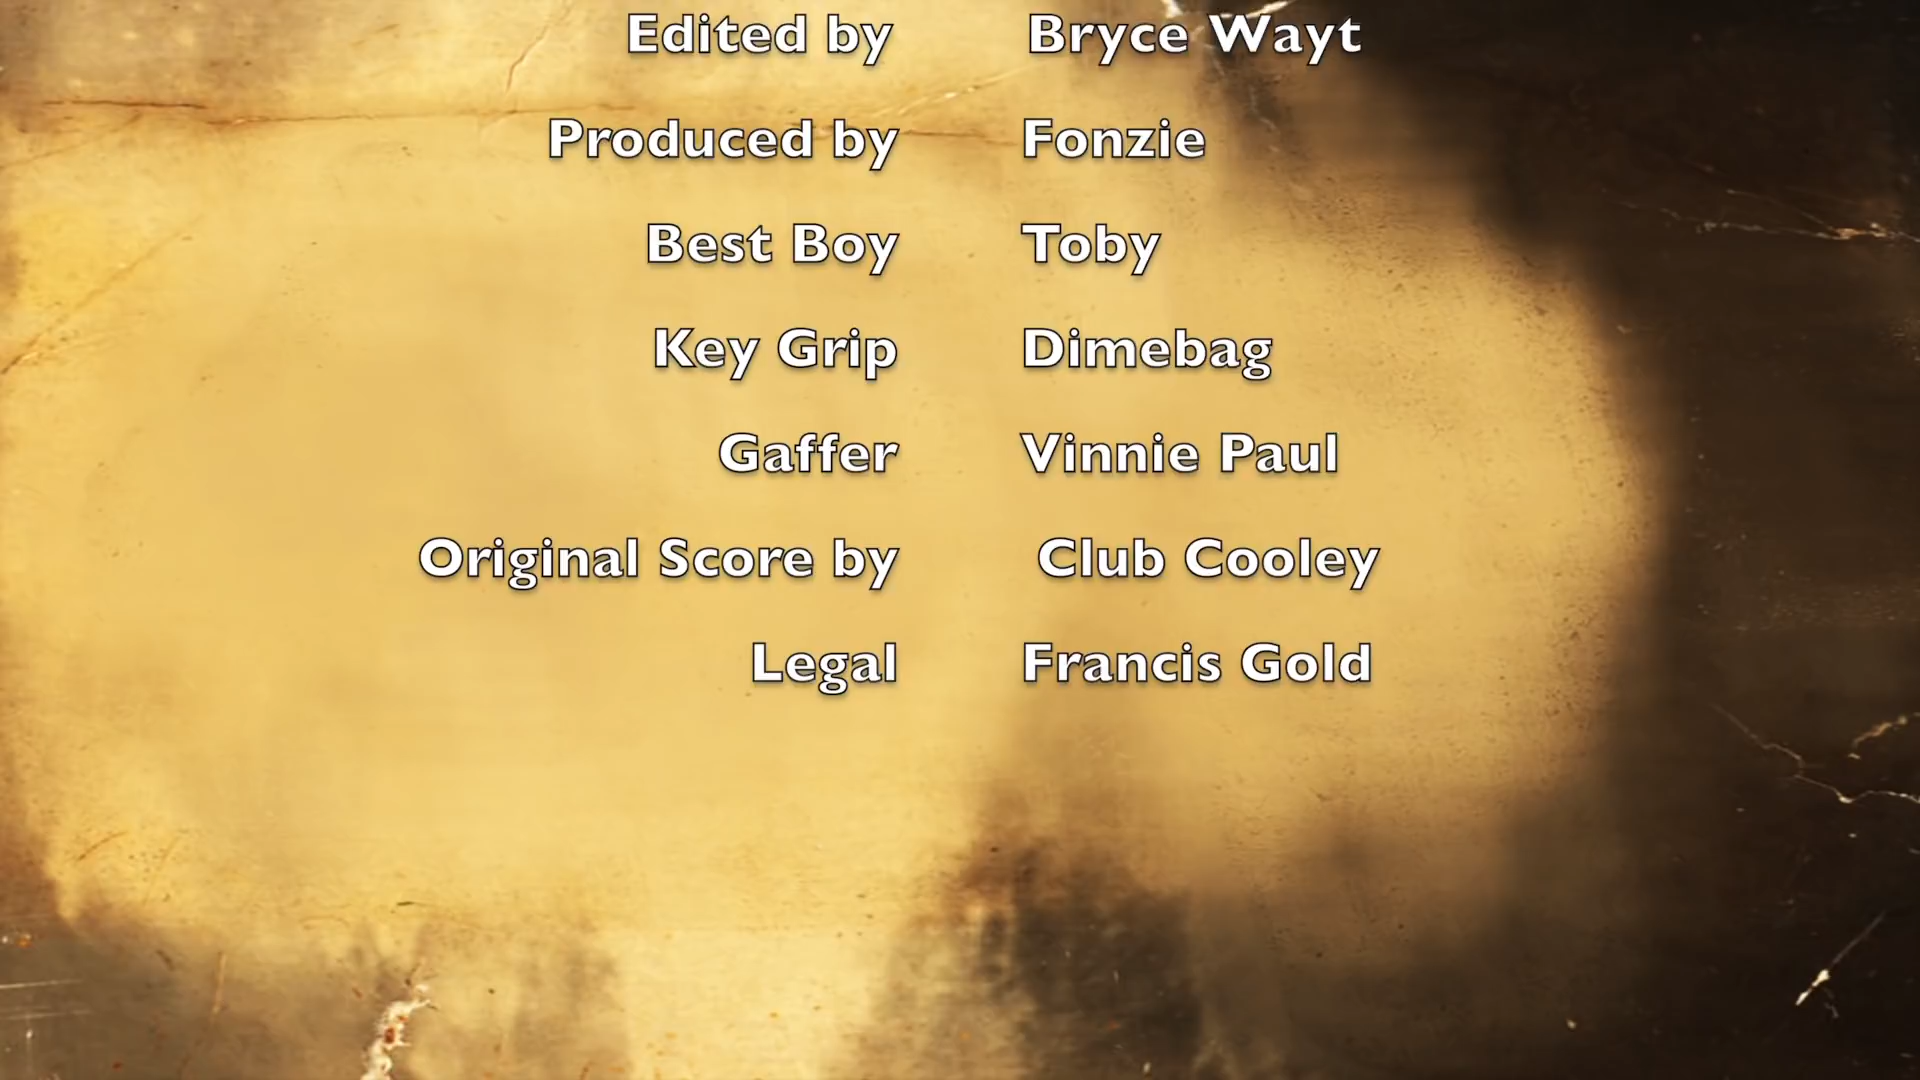 Edited by Bryce Wayt
Produced by Fonzie
Best Boy Toby
Key Grip Dimebag
Gaffer Vinnie Paul
Original Score by Club Cooley
Legal Francis Gold